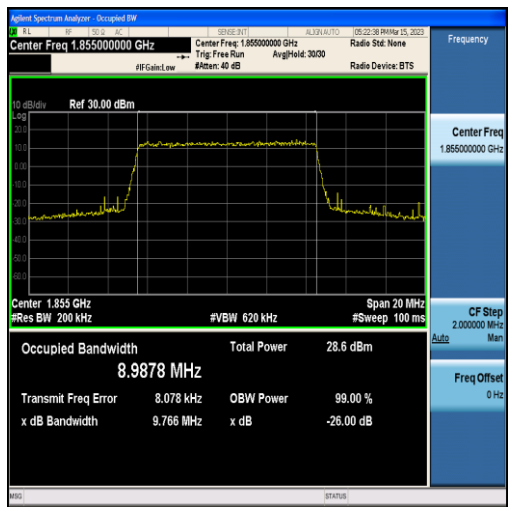 Agilent Spectrum Analyzer - Occupied BW
RL RF 50 Ω AC SENSE:INT ALIGN AUTO 05:22:38 PM Mar 15, 2023
Center Freq 1.855000000 GHz
Center Freq: 1.855000000 GHz
Radio Std: None
Trig: Free Run Avg|Hold: 30/30
#IFGain:Low #Atten: 40 dB Radio Device: BTS
Frequency
10 dB/div Ref 30.00 dBm
Log
20.0
10.0
0.00
-10.0
-20.0
-30.0
-40.0
-50.0
-60.0
Center Freq
1.855000000 GHz
Center 1.855 GHz Span 20 MHz
#Res BW 200 kHz #VBW 620 kHz #Sweep 100 ms
CF Step
2.000000 MHz
Auto Man
Occupied Bandwidth Total Power 28.6 dBm
8.9878 MHz
Transmit Freq Error 8.078 kHz OBW Power 99.00 %
x dB Bandwidth 9.766 MHz x dB -26.00 dB
Freq Offset
0 Hz
MSG STATUS